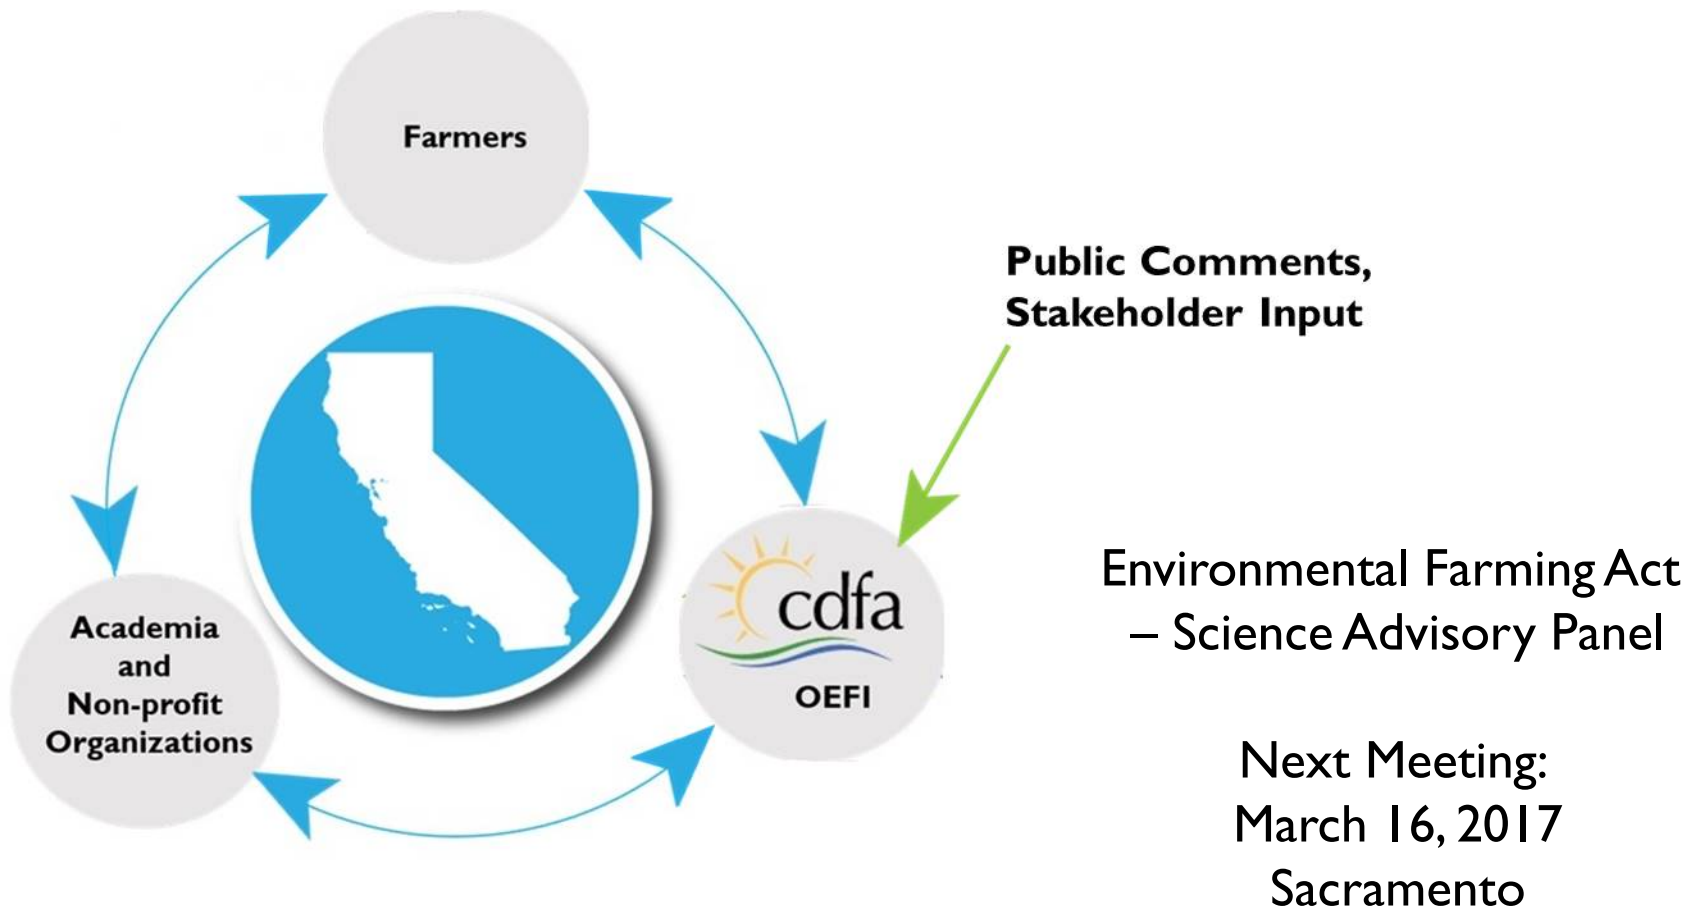 Farmers
Public Comments,
Stakeholder Input
Academia
and
Non-profit
Organizations
cdfa
OEFI
Environmental Farming Act
– Science Advisory Panel
Next Meeting:
March 16, 2017
Sacramento